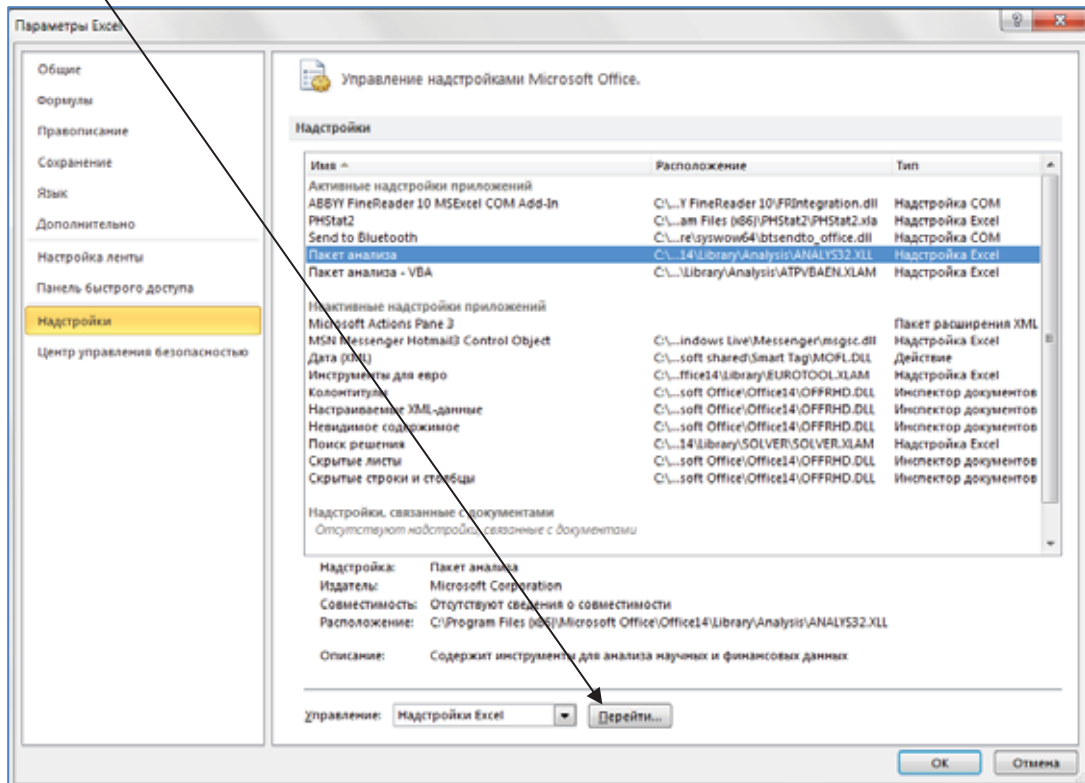 Параметры Excel
Общие
Формулы
Правописание
Сохранение
Язык
Дополнительно
Настройка ленты
Панель быстрого доступа
Надстройки
Центр управления безопасностью
Управление надстройками Microsoft Office.
Надстройки
Имя Расположение Тип
Активные надстройки приложений
ABBYY FineReader 10 MSExcel COM Add-In C:\...Y FineReader 10\FRIntegration.dll Надстройка COM
PHStat2 C:\...am Files (x86)\PHStat2\PHStat2.xla Надстройка Excel
Send to Bluetooth C:\...re\syswow64\btsendto_office.dll Надстройка COM
Пакет анализа C:\...14\Library\Analysis\ANALYS32.XLL Надстройка Excel
Пакет анализа - VBA C:\...\Library\Analysis\ATPVBAEN.XLAM Надстройка Excel
Неактивные надстройки приложений
Microsoft Actions Pane 3 Пакет расширения XML
MSN Messenger Hotmail3 Control Object C:\...indows Live\Messenger\msgsc.dll Надстройка Excel
Дата (XML) C:\...soft shared\Smart Tag\MOFL.DLL Действие
Инструменты для евро C:\...ffice14\Library\EUROTOOL.XLAM Надстройка Excel
Колонтитулы C:\...soft Office\Office14\OFFRHD.DLL Инспектор документов
Настраиваемые XML-данные C:\...soft Office\Office14\OFFRHD.DLL Инспектор документов
Невидимое содержимое C:\...soft Office\Office14\OFFRHD.DLL Инспектор документов
Поиск решения C:\...14\Library\SOLVER\SOLVER.XLAM Надстройка Excel
Скрытые листы C:\...soft Office\Office14\OFFRHD.DLL Инспектор документов
Скрытые строки и столбцы C:\...soft Office\Office14\OFFRHD.DLL Инспектор документов
Надстройки, связанные с документами
Отсутствуют надстройки, связанные с документами
Надстройка: Пакет анализа
Издатель: Microsoft Corporation
Совместимость: Отсутствуют сведения о совместимости
Расположение: C:\Program Files (x86)\Microsoft Office\Office14\Library\Analysis\ANALYS32.XLL
Описание: Содержит инструменты для анализа научных и финансовых данных
Управление: Надстройки Excel Перейти...
ОК Отмена